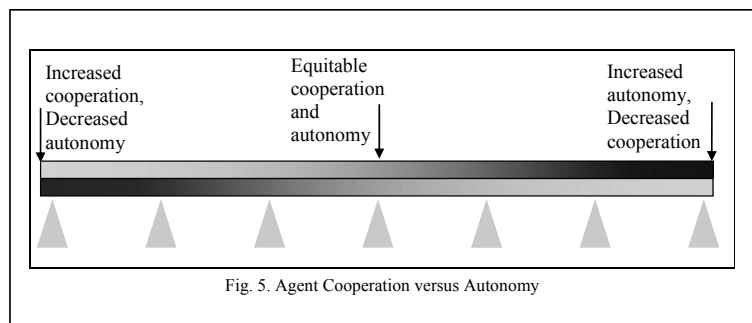 Increased
cooperation,
Decreased
autonomy
Equitable
cooperation
and
autonomy
Increased
autonomy,
Decreased
cooperation
Fig. 5. Agent Cooperation versus Autonomy